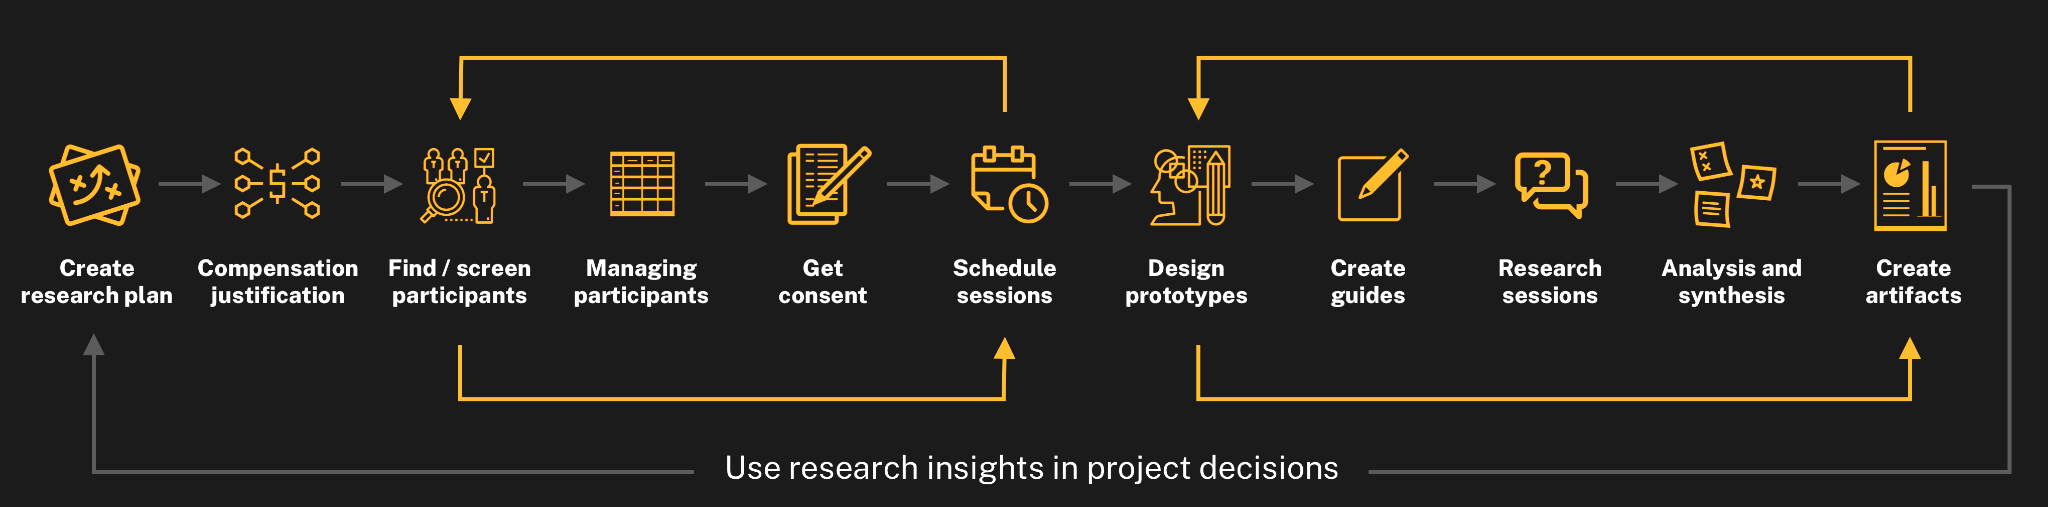 Create
research plan
Compensation
justification
Find / screen
participants
Managing
participants
Get
consent
Schedule
sessions
Design
prototypes
Create
guides
Research
sessions
Analysis and
synthesis
Create
artifacts
Use research insights in project decisions